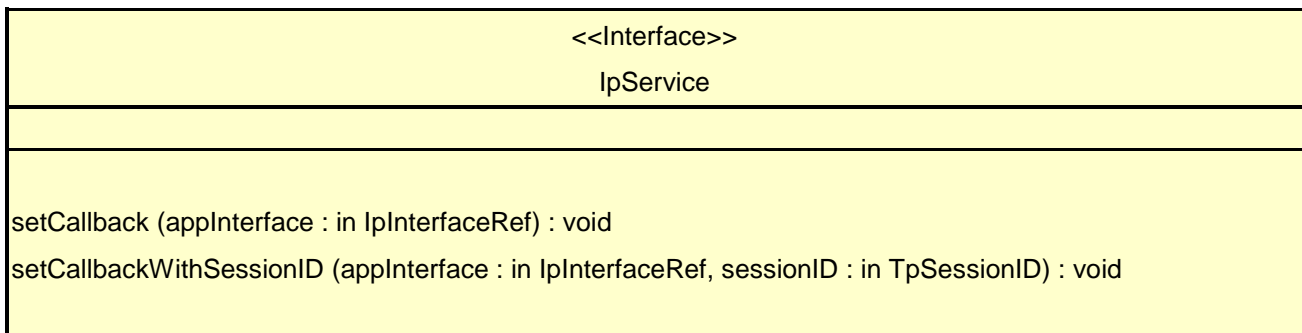 <<Interface>>
IpService
setCallback (appInterface : in IpInterfaceRef) : void
setCallbackWithSessionID (appInterface : in IpInterfaceRef, sessionID : in TpSessionID) : void